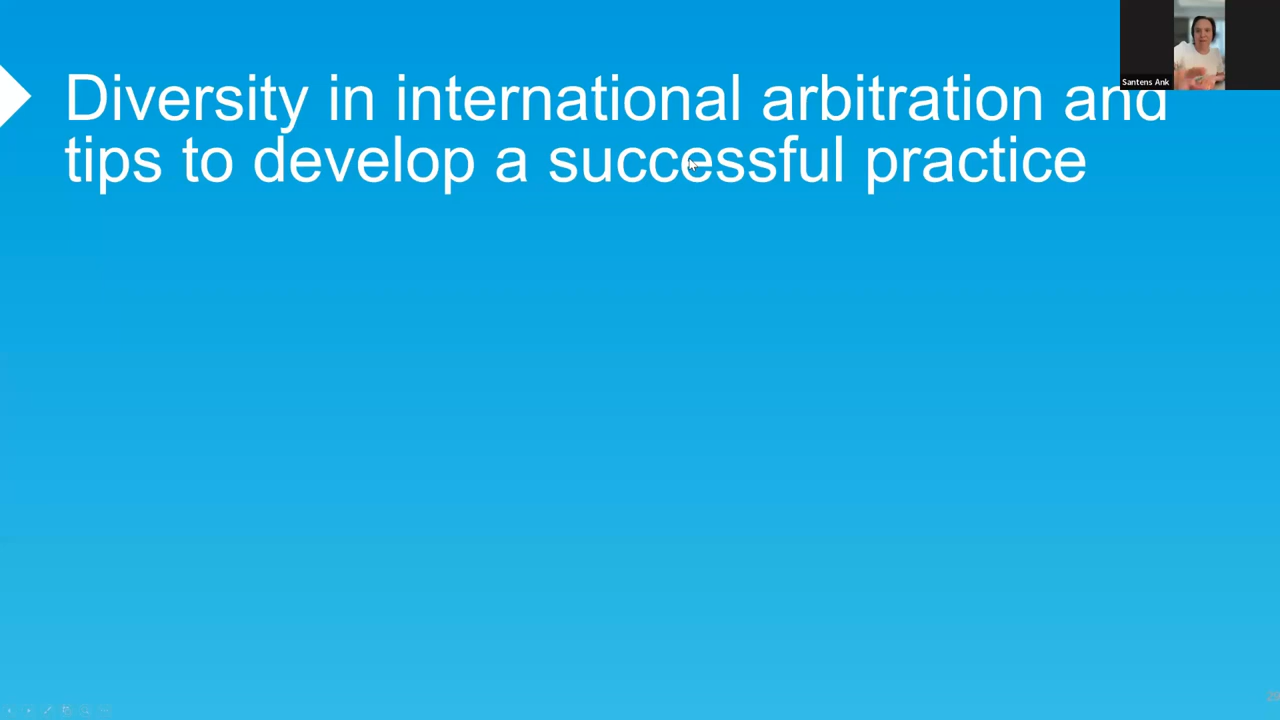 Diversity in international arbitration and
tips to develop a successful practice
Santens Ank